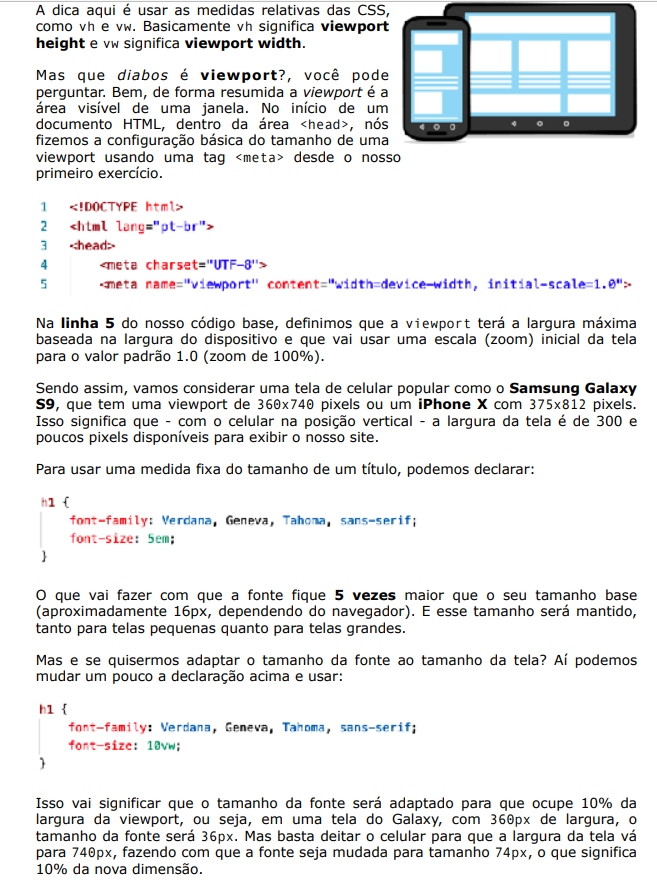 A dica aqui é usar as medidas relativas das CSS,
como vh e vw. Basicamente vh significa viewport
height e vw significa viewport width.
Mas que diabos é viewport?, você pode
perguntar. Bem, de forma resumida a viewport é a
área visível de uma janela. No início de um
documento HTML, dentro da área <head>, nós
fizemos a configuração básica do tamanho de uma
viewport usando uma tag <meta> desde o nosso
primeiro exercício.
1 <!DOCTYPE html>
2 <html lang="pt-br">
3 <head>
4 <meta charset="UTF-8">
5 <meta name="viewport" content="width=device-width, initial-scale=1.0">
Na linha 5 do nosso código base, definimos que a viewport terá a largura máxima
baseada na largura do dispositivo e que vai usar uma escala (zoom) inicial da tela
para o valor padrão 1.0 (zoom de 100%).
Sendo assim, vamos considerar uma tela de celular popular como o Samsung Galaxy
S9, que tem uma viewport de 360x740 pixels ou um iPhone X com 375x812 pixels.
Isso significa que - com o celular na posição vertical - a largura da tela é de 300 e
poucos pixels disponíveis para exibir o nosso site.
Para usar uma medida fixa do tamanho de um título, podemos declarar:
h1 {
font-family: Verdana, Geneva, Tahoma, sans-serif;
font-size: 5em;
}
O que vai fazer com que a fonte fique 5 vezes maior que o seu tamanho base
(aproximadamente 16px, dependendo do navegador). E esse tamanho será mantido,
tanto para telas pequenas quanto para telas grandes.
Mas e se quisermos adaptar o tamanho da fonte ao tamanho da tela? Aí podemos
mudar um pouco a declaração acima e usar:
h1 {
font-family: Verdana, Geneva, Tahoma, sans-serif;
font-size: 10vw;
}
Isso vai significar que o tamanho da fonte será adaptado para que ocupe 10% da
largura da viewport, ou seja, em uma tela do Galaxy, com 360px de largura, o
tamanho da fonte será 36px. Mas basta deitar o celular para que a largura da tela vá
para 740px, fazendo com que a fonte seja mudada para tamanho 74px, o que significa
10% da nova dimensão.